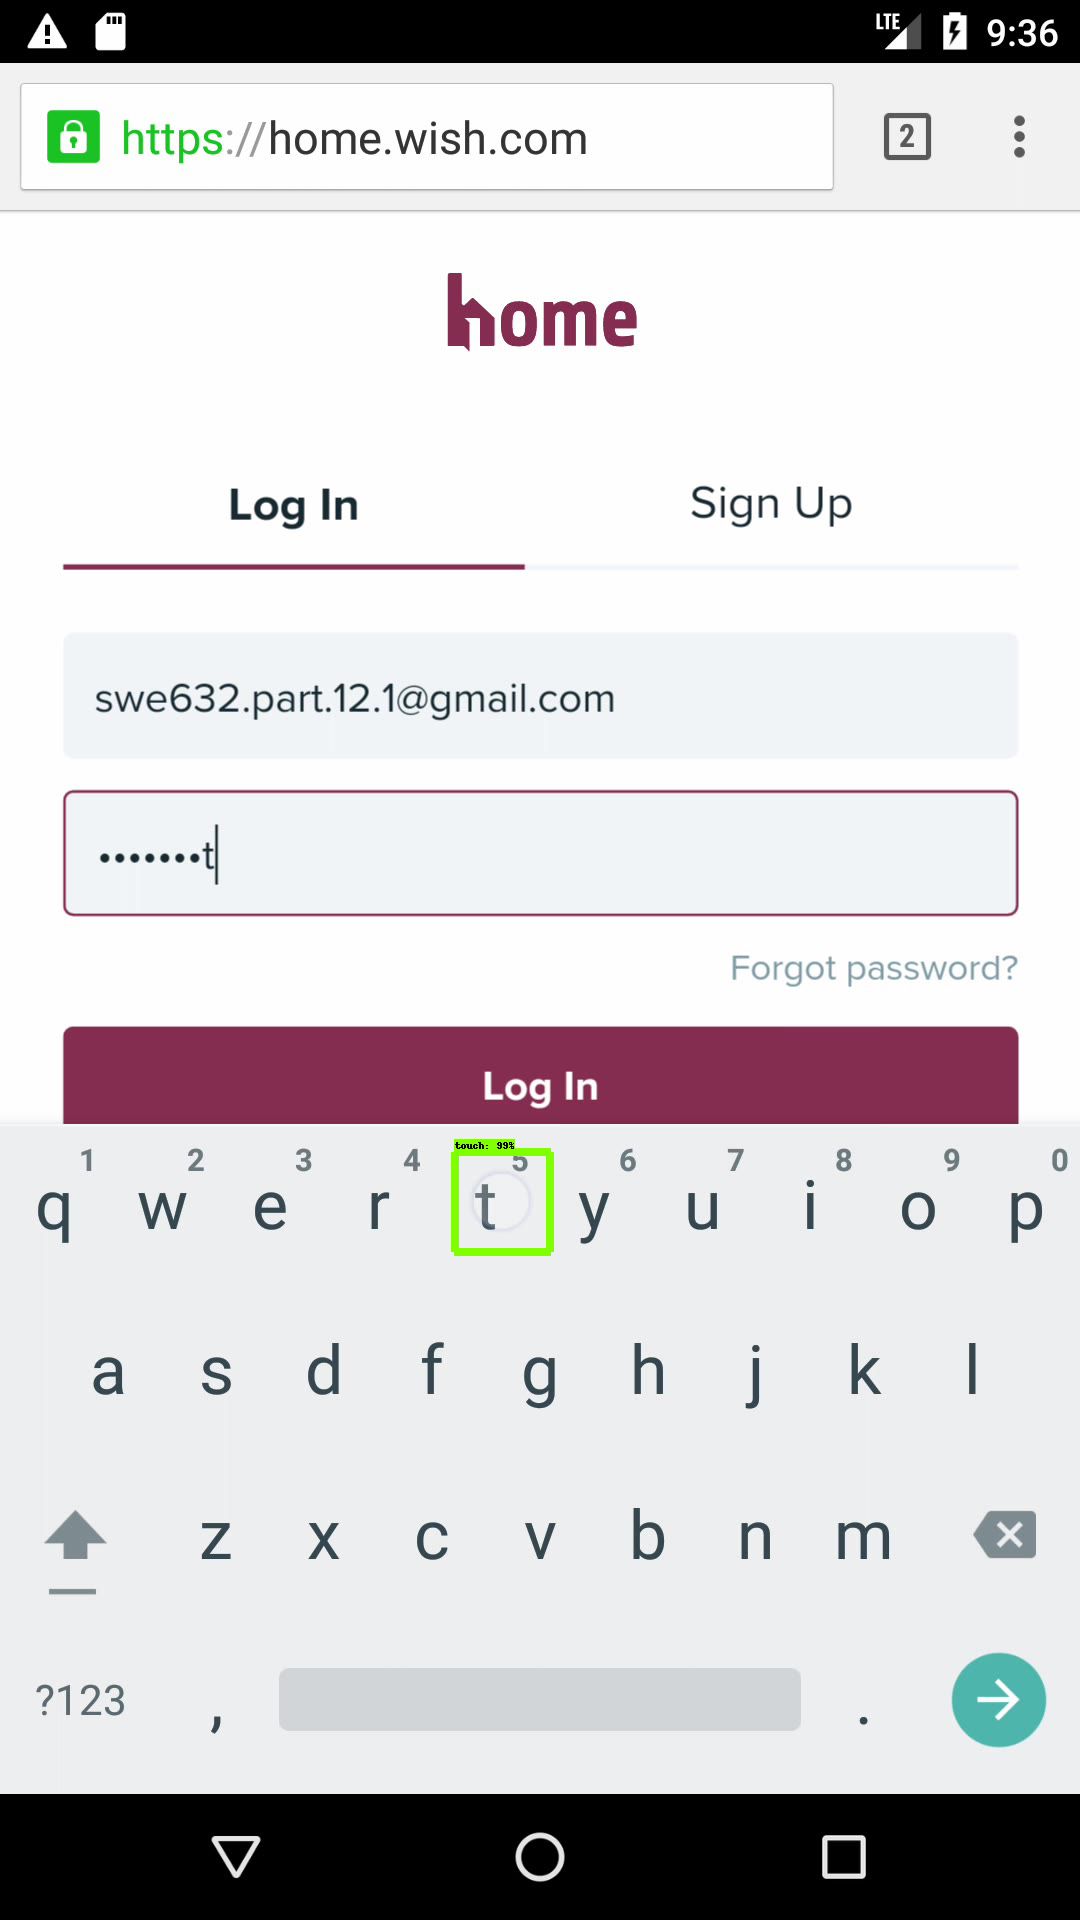 LTE 9:36
https://home.wish.com 2
home
Log In Sign Up
swe632.part.12.1@gmail.com
•••••••t
Forgot password?
Log In
touch: 99%
1 2 3 4 5 6 7 8 9 0
q w e r t y u i o p
a s d f g h j k l
z x c v b n m
?123 , .